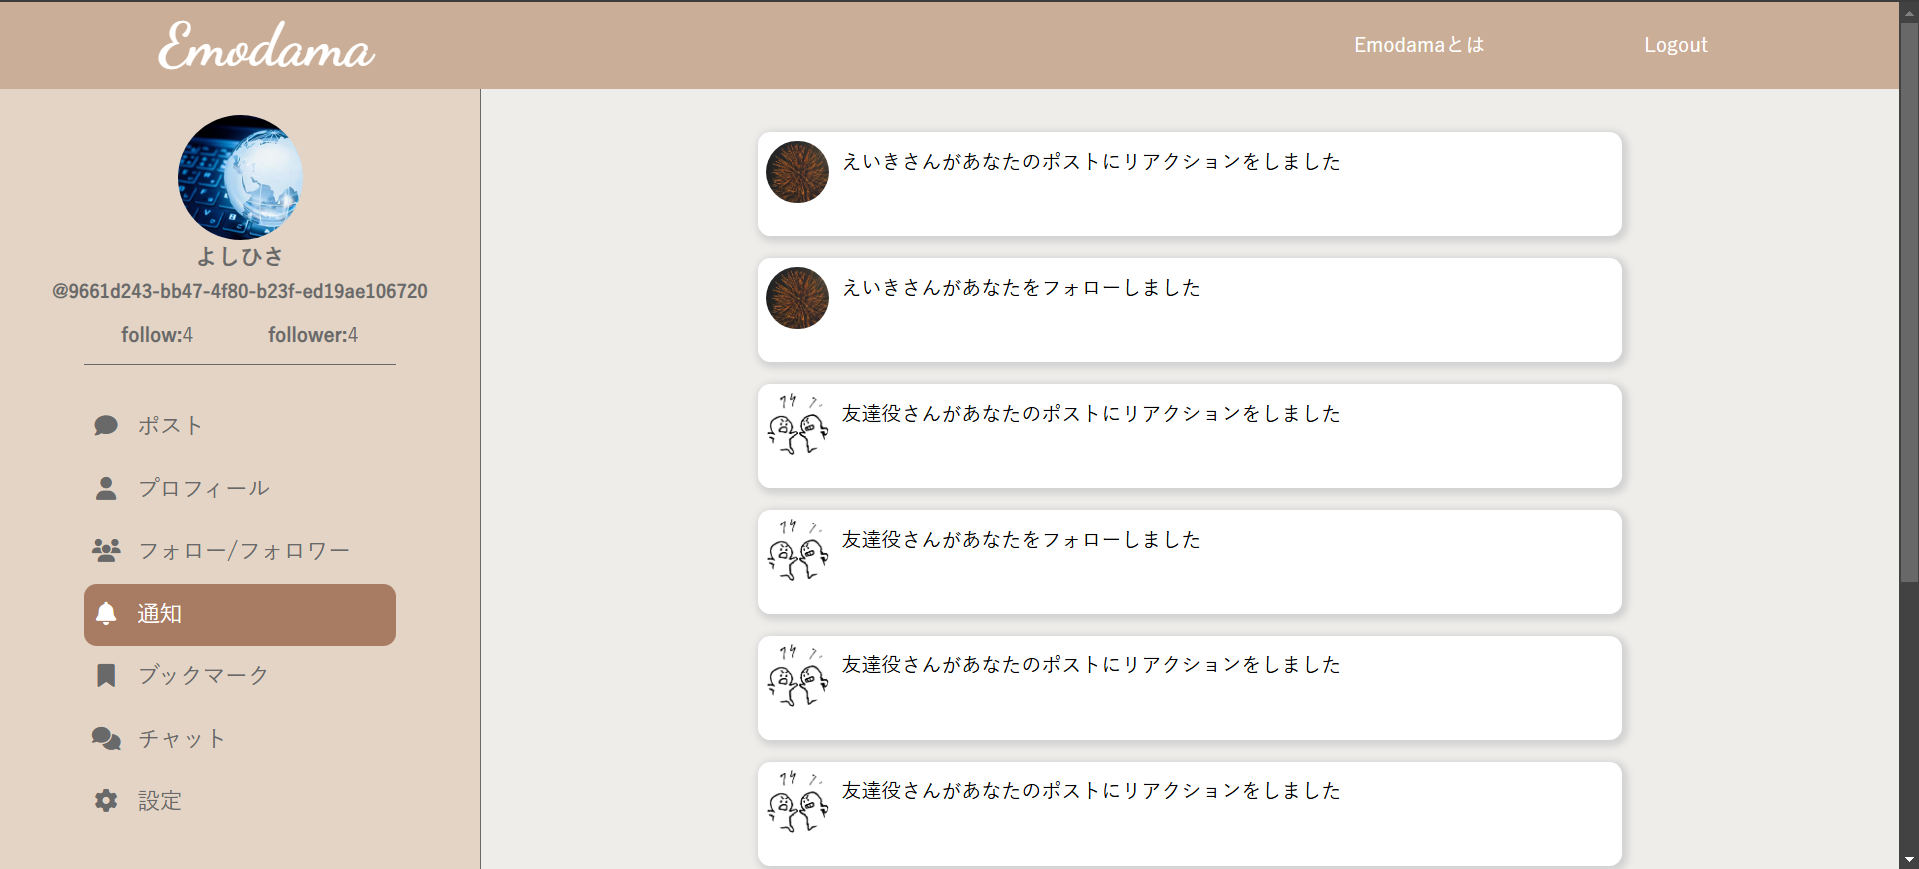 Emodama
Emodamaとは
Logout
よしひさ
@9661d243-bb47-4f80-b23f-ed19ae106720
follow:4
follower:4
ポスト
プロフィール
フォロー/フォロワー
通知
ブックマーク
チャット
設定
えいきさんがあなたのポストにリアクションをしました
えいきさんがあなたをフォローしました
友達役さんがあなたのポストにリアクションをしました
友達役さんがあなたをフォローしました
友達役さんがあなたのポストにリアクションをしました
友達役さんがあなたのポストにリアクションをしました